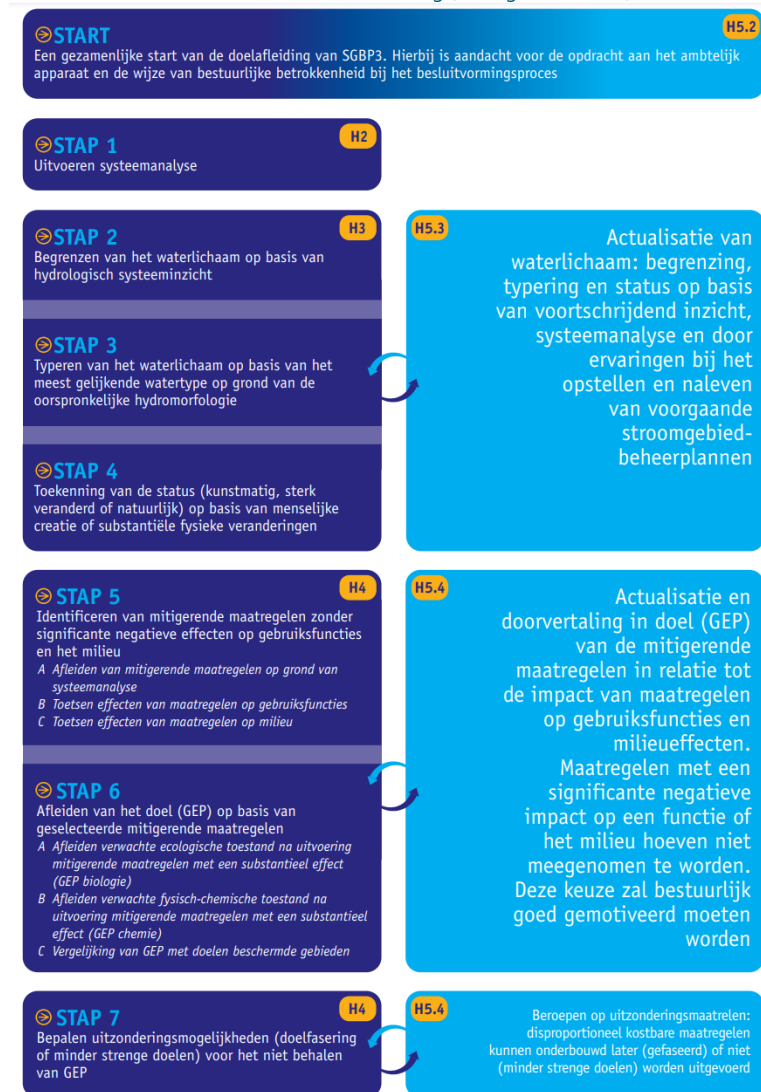 START
H5.2
Een gezamenlijke start van de doelafleiding van SGBP3. Hierbij is aandacht voor de opdracht aan het ambtelijk
apparaat en de wijze van bestuurlijke betrokkenheid bij het besluitvormingsproces
STAP 1
H2
Uitvoeren systeemanalyse
STAP 2
H3
Begrenzen van het waterlichaam op basis van
hydrologisch systeeminzicht
STAP 3
Typeren van het waterlichaam op basis van het
meest gelijkende watertype op grond van de
oorspronkelijke hydromorfologie
STAP 4
Toekenning van de status (kunstmatig, sterk
veranderd of natuurlijk) op basis van menselijke
creatie of substantiële fysieke veranderingen
H5.3
Actualisatie van
waterlichaam: begrenzing,
typering en status op basis
van voortschrijdend inzicht,
systeemanalyse en door
ervaringen bij het
opstellen en naleven
van voorgaande
stroomgebied-
beheerplannen
STAP 5
H4
Identificeren van mitigerende maatregelen zonder
significante negatieve effecten op gebruiksfuncties
en het milieu
A Afleiden van mitigerende maatregelen op grond van
systeemanalyse
B Toetsen effecten van maatregelen op gebruiksfuncties
C Toetsen effecten van maatregelen op milieu
STAP 6
Afleiden van het doel (GEP) op basis van
geselecteerde mitigerende maatregelen
A Afleiden verwachte ecologische toestand na uitvoering
mitigerende maatregelen met een substantieel effect
(GEP biologie)
B Afleiden verwachte fysisch-chemische toestand na
uitvoering mitigerende maatregelen met een substantieel
effect (GEP chemie)
C Vergelijking van GEP met doelen beschermde gebieden
H5.4
Actualisatie en
doorvertaling in doel (GEP)
van de mitigerende
maatregelen in relatie tot
de impact van maatregelen
op gebruiksfuncties en
milieueffecten.
Maatregelen met een
significante negatieve
impact op een functie of
het milieu hoeven niet
meegenomen te worden.
Deze keuze zal bestuurlijk
goed gemotiveerd moeten
worden
STAP 7
H4
Bepalen uitzonderingsmogelijkheden (doelfasering
of minder strenge doelen) voor het niet behalen
van GEP
H5.4
Beroepen op uitzonderingsmaatrelen:
disproportioneel kostbare maatregelen
kunnen onderbouwd later (gefaseerd) of niet
(minder strenge doelen) worden uitgevoerd